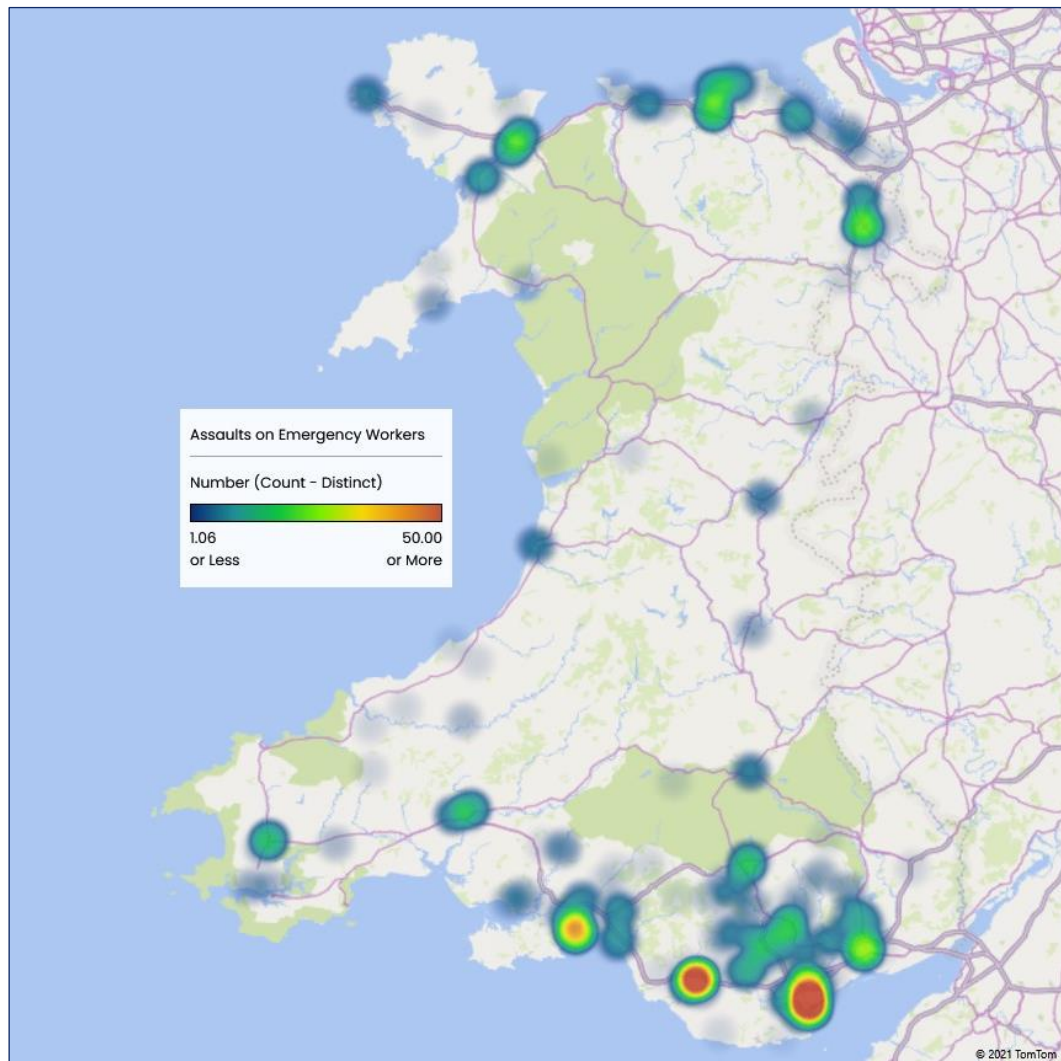 Assaults on Emergency Workers
Number (Count - Distinct)
1.06 50.00
or Less or More
© 2021 TomTom